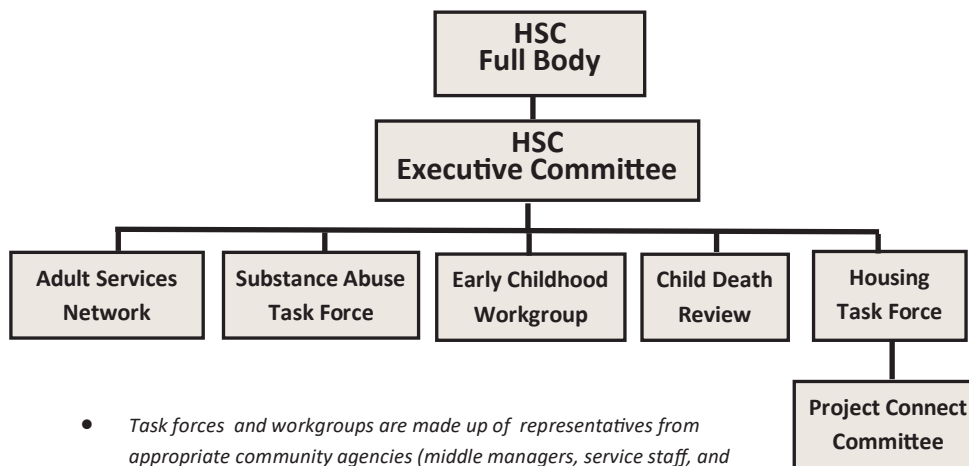 HSC
Full Body
HSC
Executive Committee
Adult Services
Network
Substance Abuse
Task Force
Early Childhood
Workgroup
Child Death
Review
Housing
Task Force
Project Connect
Committee
• Task forces and workgroups are made up of representatives from
appropriate community agencies (middle managers, service staff, and